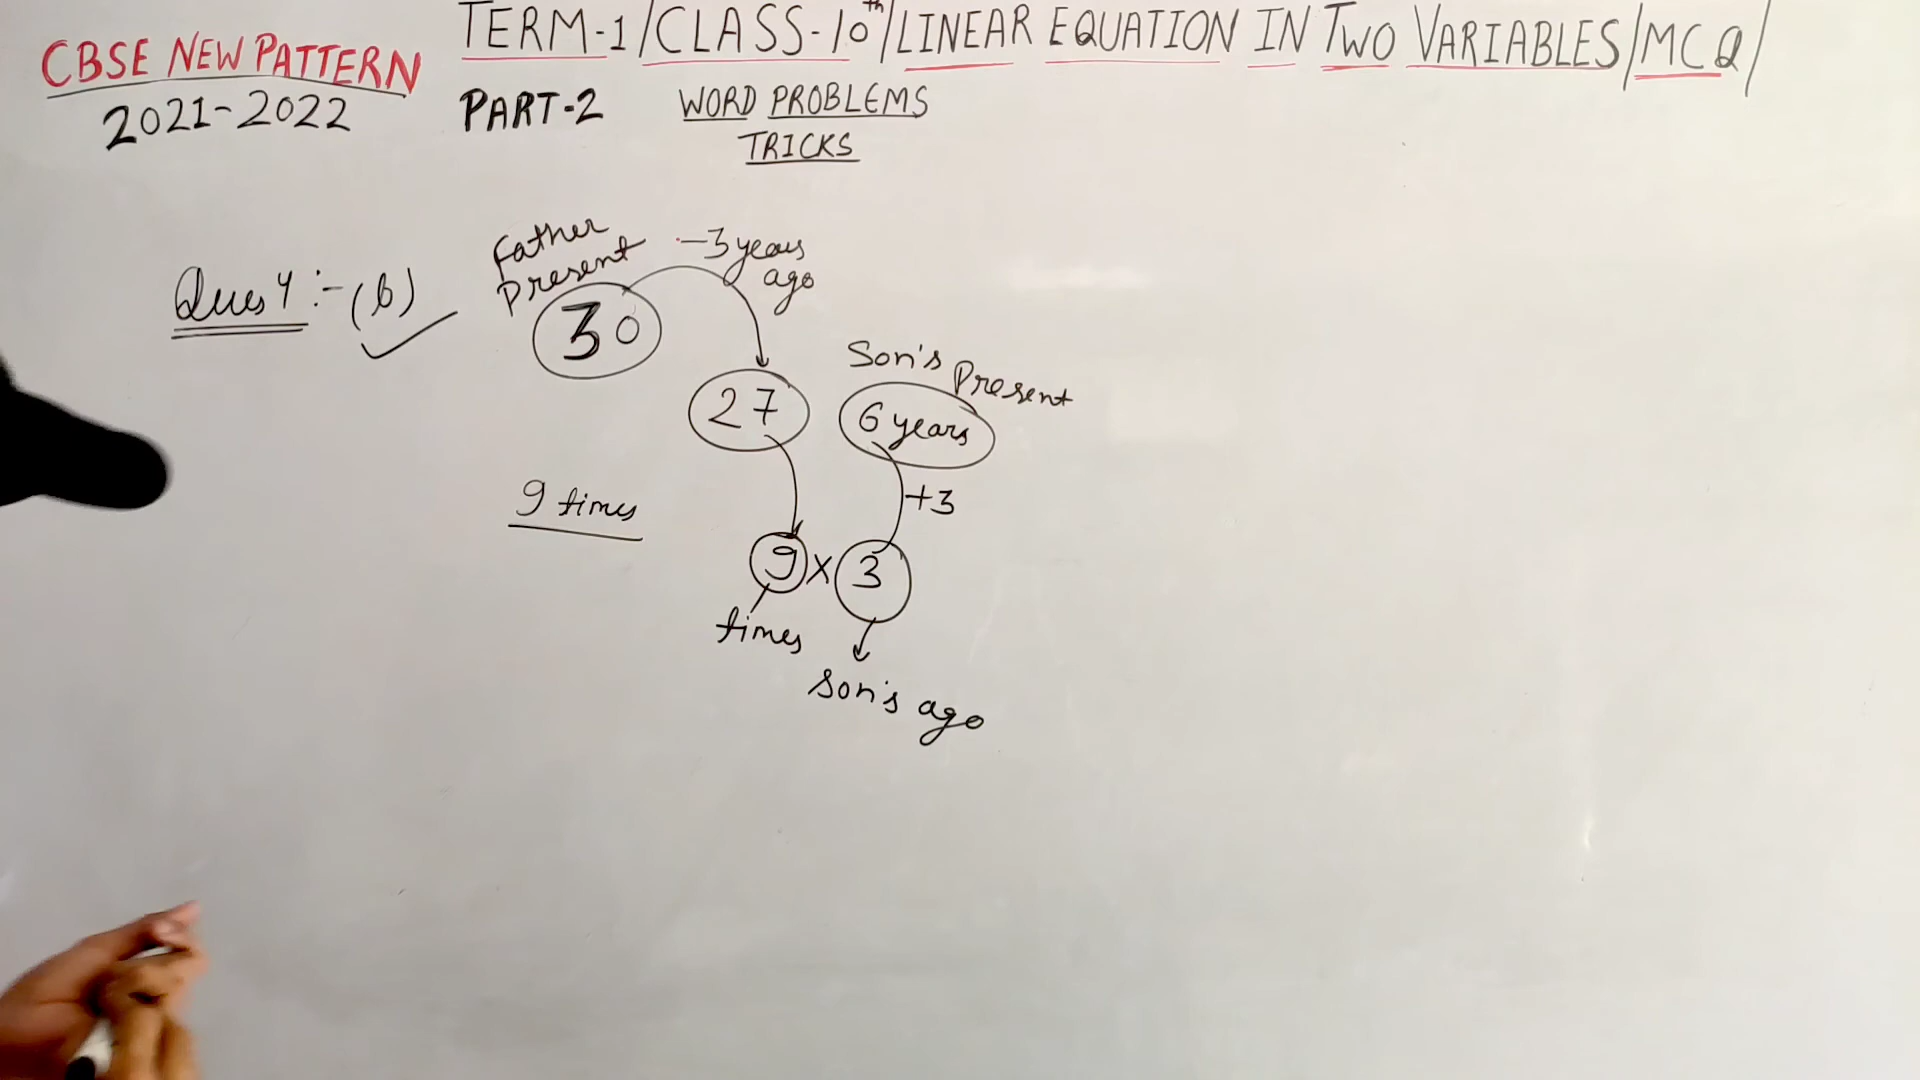 CBSE NEW PATTERN
2021-2022
TERM-1/CLASS-10th/LINEAR EQUATION IN TWO VARIABLES/MCQ/
PART-2
WORD PROBLEMS
TRICKS
Ques 4 :- (b)
Father
Present
30
-3 years
ago
27
Son's Present
6 years
+3
9 times
9 x 3
times
son's ago